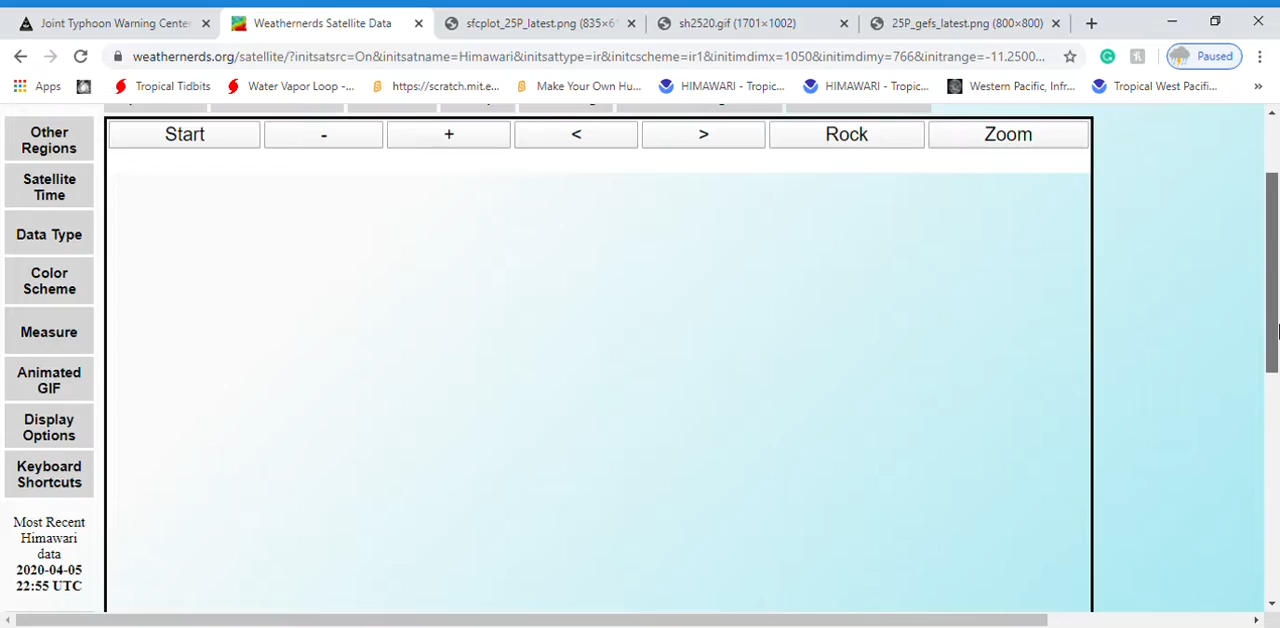 Joint Typhoon Warning Center
Weathernerds Satellite Data
sfcplot_25P_latest.png (835×6
sh2520.gif (1701×1002)
25P_gefs_latest.png (800×800)
weathernerds.org/satellite/?initsatsrc=On&initsatname=Himawari&initsattype=ir&initcscheme=ir1&initimdimx=1050&initimdimy=766&initrange=-11.2500...
Paused
Apps
Tropical Tidbits
Water Vapor Loop -...
https://scratch.mit.e...
Make Your Own Hu...
HIMAWARI - Tropic...
HIMAWARI - Tropic...
Western Pacific, Infr...
Tropical West Pacifi...
»
Start
-
+
<
>
Rock
Zoom
Other
Regions
Satellite
Time
Data Type
Color
Scheme
Measure
Animated
GIF
Display
Options
Keyboard
Shortcuts
Most Recent
Himawari
data
2020-04-05
22:55 UTC